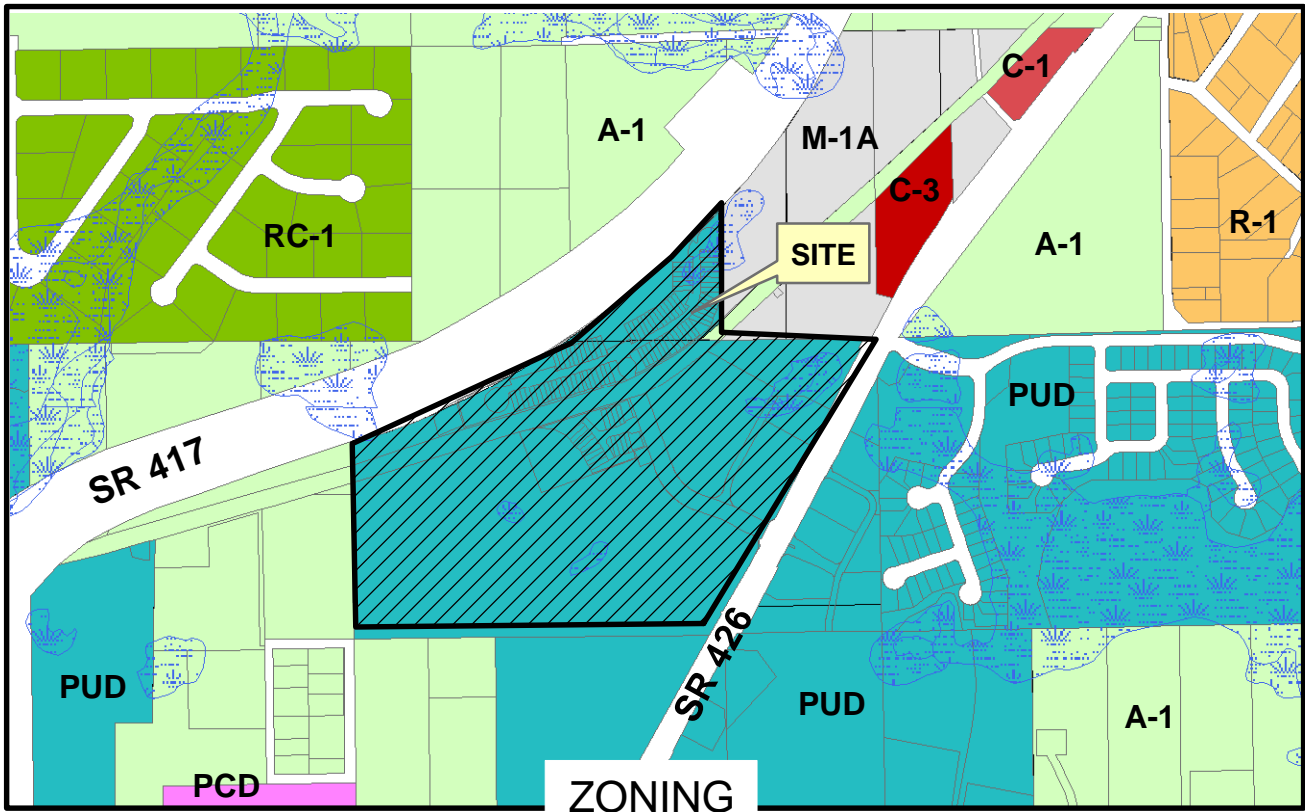 C-1
A-1
M-1A
C-3
RC-1
R-1
A-1
SITE
PUD
SR 417
PUD
SR 426
PUD
A-1
PCD
ZONING